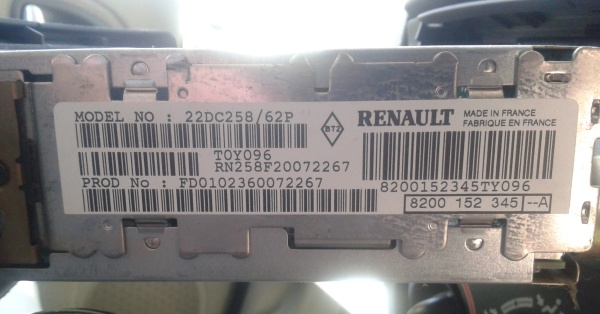 MODEL NO : 22DC258/62P
BTZ
RENAULT
MADE IN FRANCE
FABRIQUE EN FRANCE
T0Y096
RN258F20072267
8200152345TY096
PROD No : FD0102360072267
8200 152 345 --A